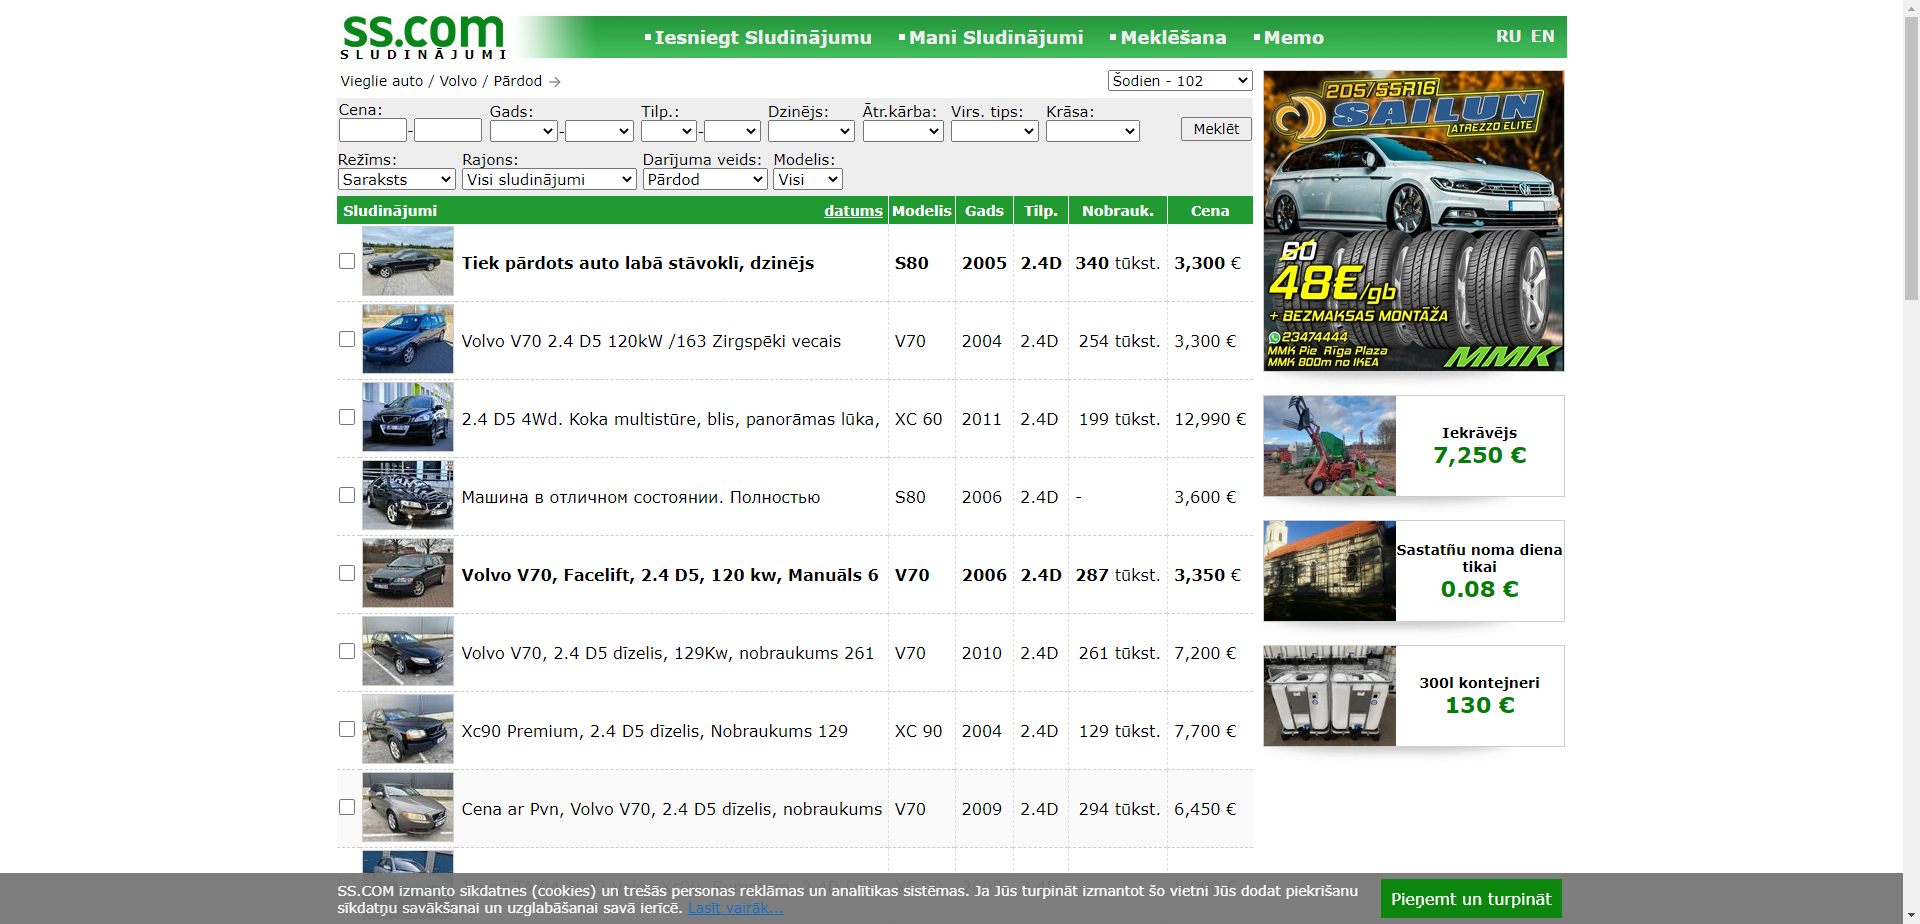 ss.com
SLUDINĀJUMI
Iesniegt Sludinājumu Mani Sludinājumi Meklēšana Memo RU EN
Vieglie auto / Volvo / Pārdod → Šodien - 102
Cena: Gads: Tilp.: Dzinējs: Ātr.kārba: Virs. tips: Krāsa:
- - - Meklēt
Režīms: Rajons: Darījuma veids: Modelis:
Saraksts Visi sludinājumi Pārdod Visi
Sludinājumi datums Modelis Gads Tilp. Nobrauk. Cena
Tiek pārdots auto labā stāvoklī, dzinējs S80 2005 2.4D 340 tūkst. 3,300 €
Volvo V70 2.4 D5 120kW /163 Zirgspēki vecais V70 2004 2.4D 254 tūkst. 3,300 €
2.4 D5 4Wd. Koka multistūre, blis, panorāmas lūka, XC 60 2011 2.4D 199 tūkst. 12,990 €
Машина в отличном состоянии. Полностью S80 2006 2.4D - 3,600 €
Volvo V70, Facelift, 2.4 D5, 120 kw, Manuāls 6 V70 2006 2.4D 287 tūkst. 3,350 €
Volvo V70, 2.4 D5 dīzelis, 129Kw, nobraukums 261 V70 2010 2.4D 261 tūkst. 7,200 €
Xc90 Premium, 2.4 D5 dīzelis, Nobraukums 129 XC 90 2004 2.4D 129 tūkst. 7,700 €
Cena ar Pvn, Volvo V70, 2.4 D5 dīzelis, nobraukums V70 2009 2.4D 294 tūkst. 6,450 €
205/55R16
SAILUN
ATREZZO ELITE
60
48€/gb
+ BEZMAKSAS MONTĀŽA
23474444
MMK Pie Rīga Plaza
MMK 800m no IKEA
MMK
Iekrāvējs
7,250 €
Sastatñu noma diena
tikai
0.08 €
300l kontejneri
130 €
SS.COM izmanto sīkdatnes (cookies) un trešās personas reklāmas un analītikas sistēmas. Ja Jūs turpināt izmantot šo vietni Jūs dodat piekrišanu
sīkdatņu savākšanai un uzglabāšanai savā ierīcē. Lasīt vairāk...
Pieņemt un turpināt